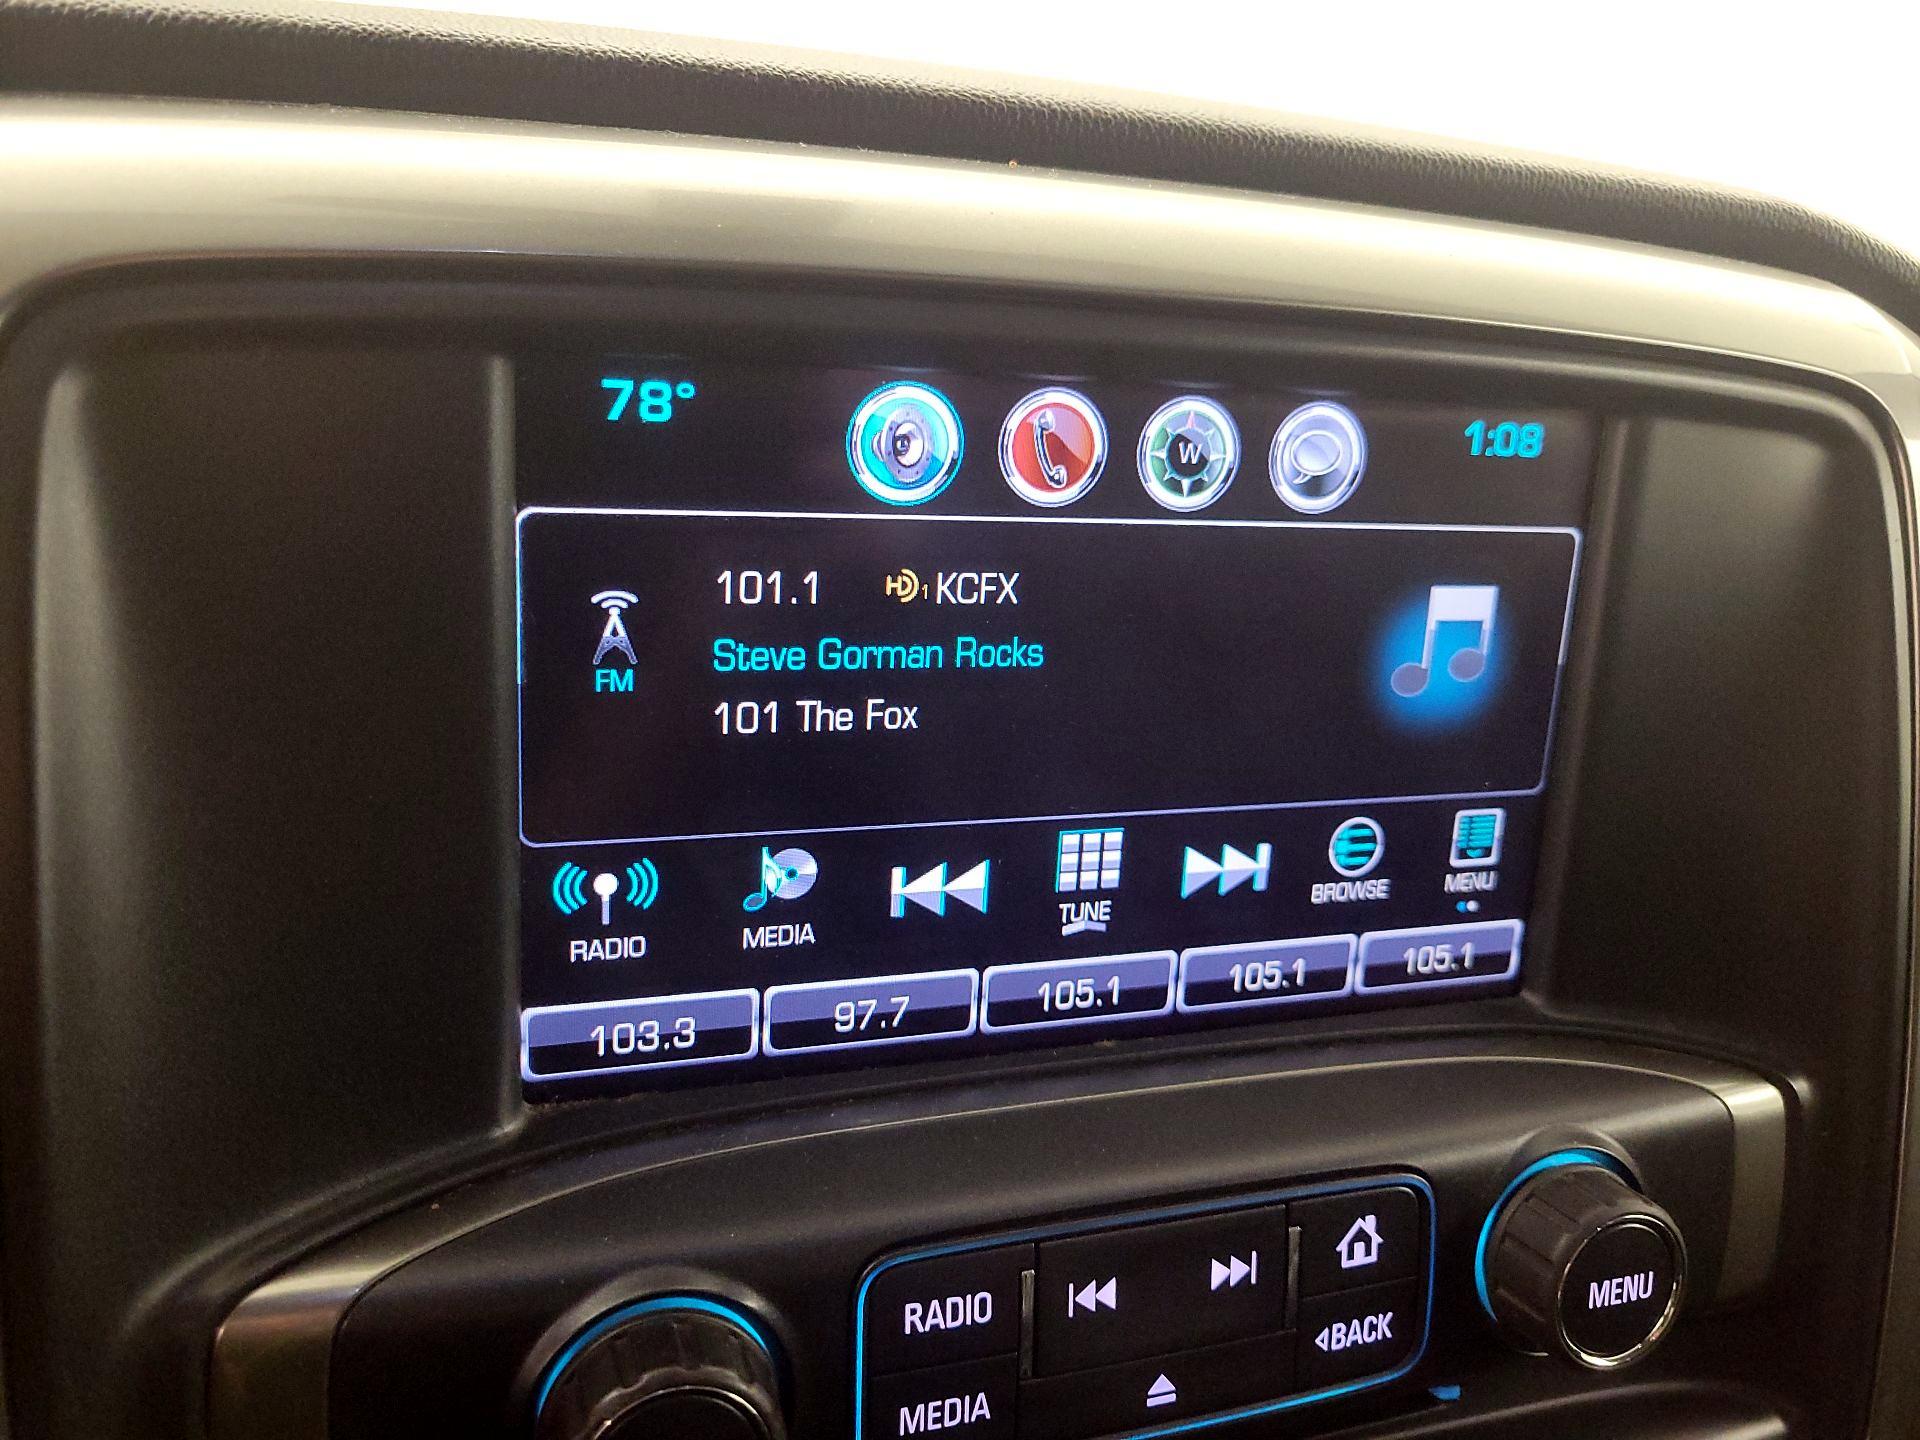 78°
W
1:08
101.1 HD1 KCFX
FM
Steve Gorman Rocks
101 The Fox
RADIO
MEDIA
TUNE
BROWSE
MENU
103.3
97.7
105.1
105.1
105.1
RADIO
MEDIA
BACK
MENU